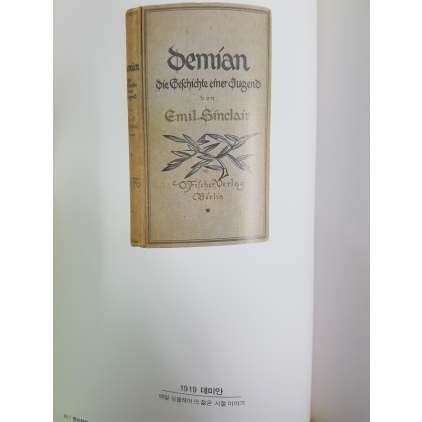 Demian
die Geschichte einer Jugend
von
Emil Sinclair
S. Fischer Verlag
Berlin
1919 데미안
에밀 싱클레어의 젊은 시절 이야기